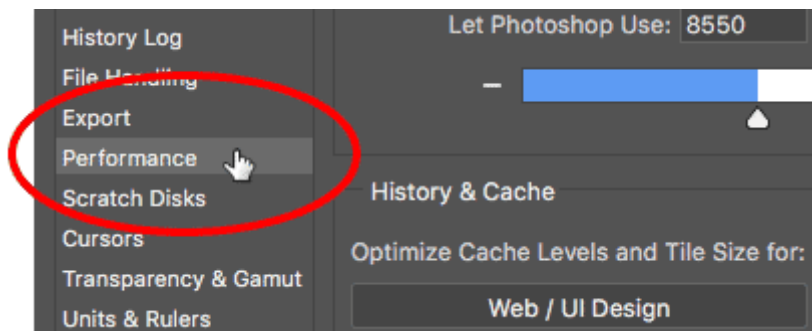 History Log
File Handling
Export
Performance
Scratch Disks
Cursors
Transparency & Gamut
Units & Rulers
Let Photoshop Use: 8550
History & Cache
Optimize Cache Levels and Tile Size for:
Web / UI Design